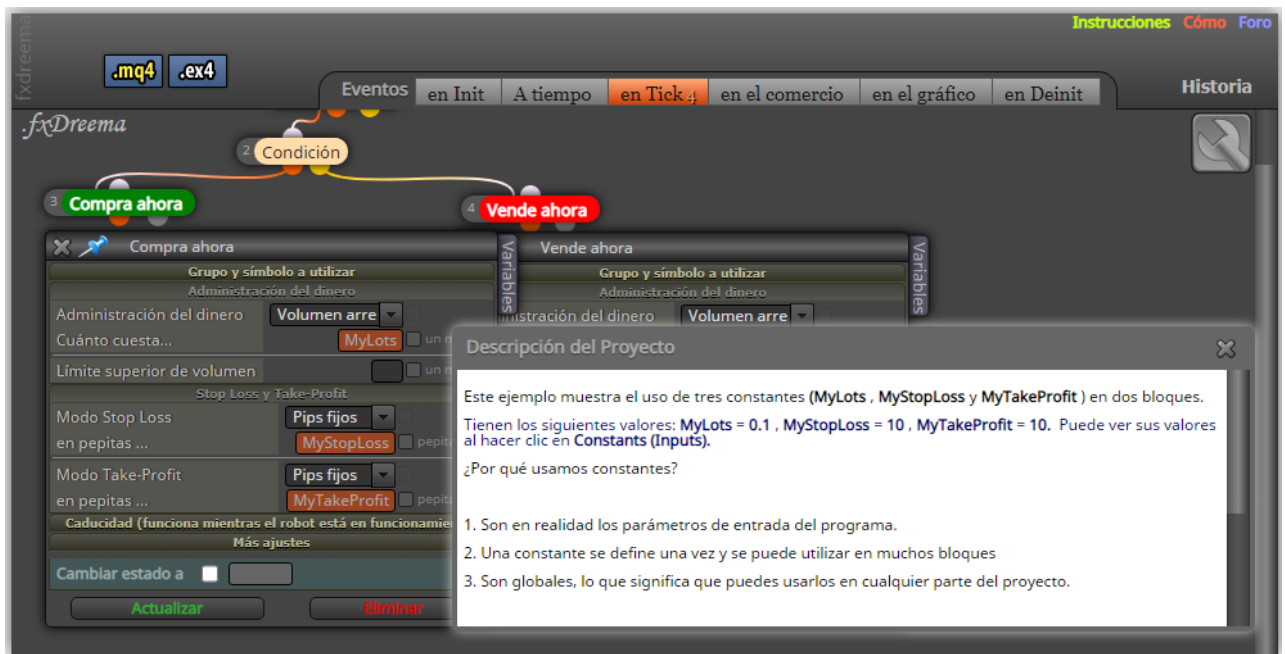 Instrucciones Cómo Foro
fxdreema
.mq4 .ex4
Eventos en Init A tiempo en Tick 4 en el comercio en el gráfico en Deinit Historia
.fxDreema
2 Condición
3 Compra ahora
4 Vende ahora
Compra ahora
Variables
Grupo y símbolo a utilizar
Administración del dinero
Administración del dinero Volumen arre
Cuánto cuesta... MyLots un
Límite superior de volumen un
Stop Loss y Take-Profit
Modo Stop Loss Pips fijos
en pepitas ... MyStopLoss
Modo Take-Profit Pips fijos
en pepitas ... MyTakeProfit
Caducidad (funciona mientras el robot está en
Más ajustes
Cambiar estado a
Actualizar Eliminar
Vende ahora
Variables
Grupo y símbolo a utilizar
Administración del dinero
del dinero Volumen arre
Descripción del Proyecto
Este ejemplo muestra el uso de tres constantes (MyLots , MyStopLoss y MyTakeProfit ) en dos bloques.
Tienen los siguientes valores: MyLots = 0.1 , MyStopLoss = 10 , MyTakeProfit = 10. Puede ver sus valores
al hacer clic en Constants (Inputs).
¿Por qué usamos constantes?
1. Son en realidad los parámetros de entrada del programa.
2. Una constante se define una vez y se puede utilizar en muchos bloques
3. Son globales, lo que significa que puedes usarlos en cualquier parte del proyecto.